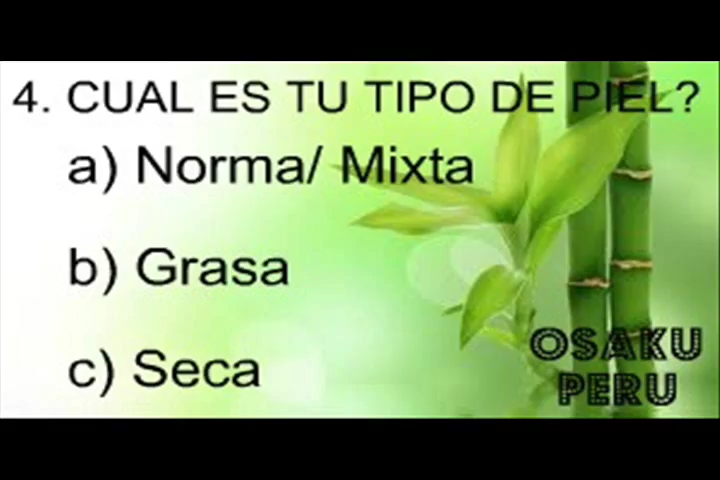 4. CUAL ES TU TIPO DE PIEL?
a) Norma/ Mixta
b) Grasa
c) Seca
OSAKU
PERU